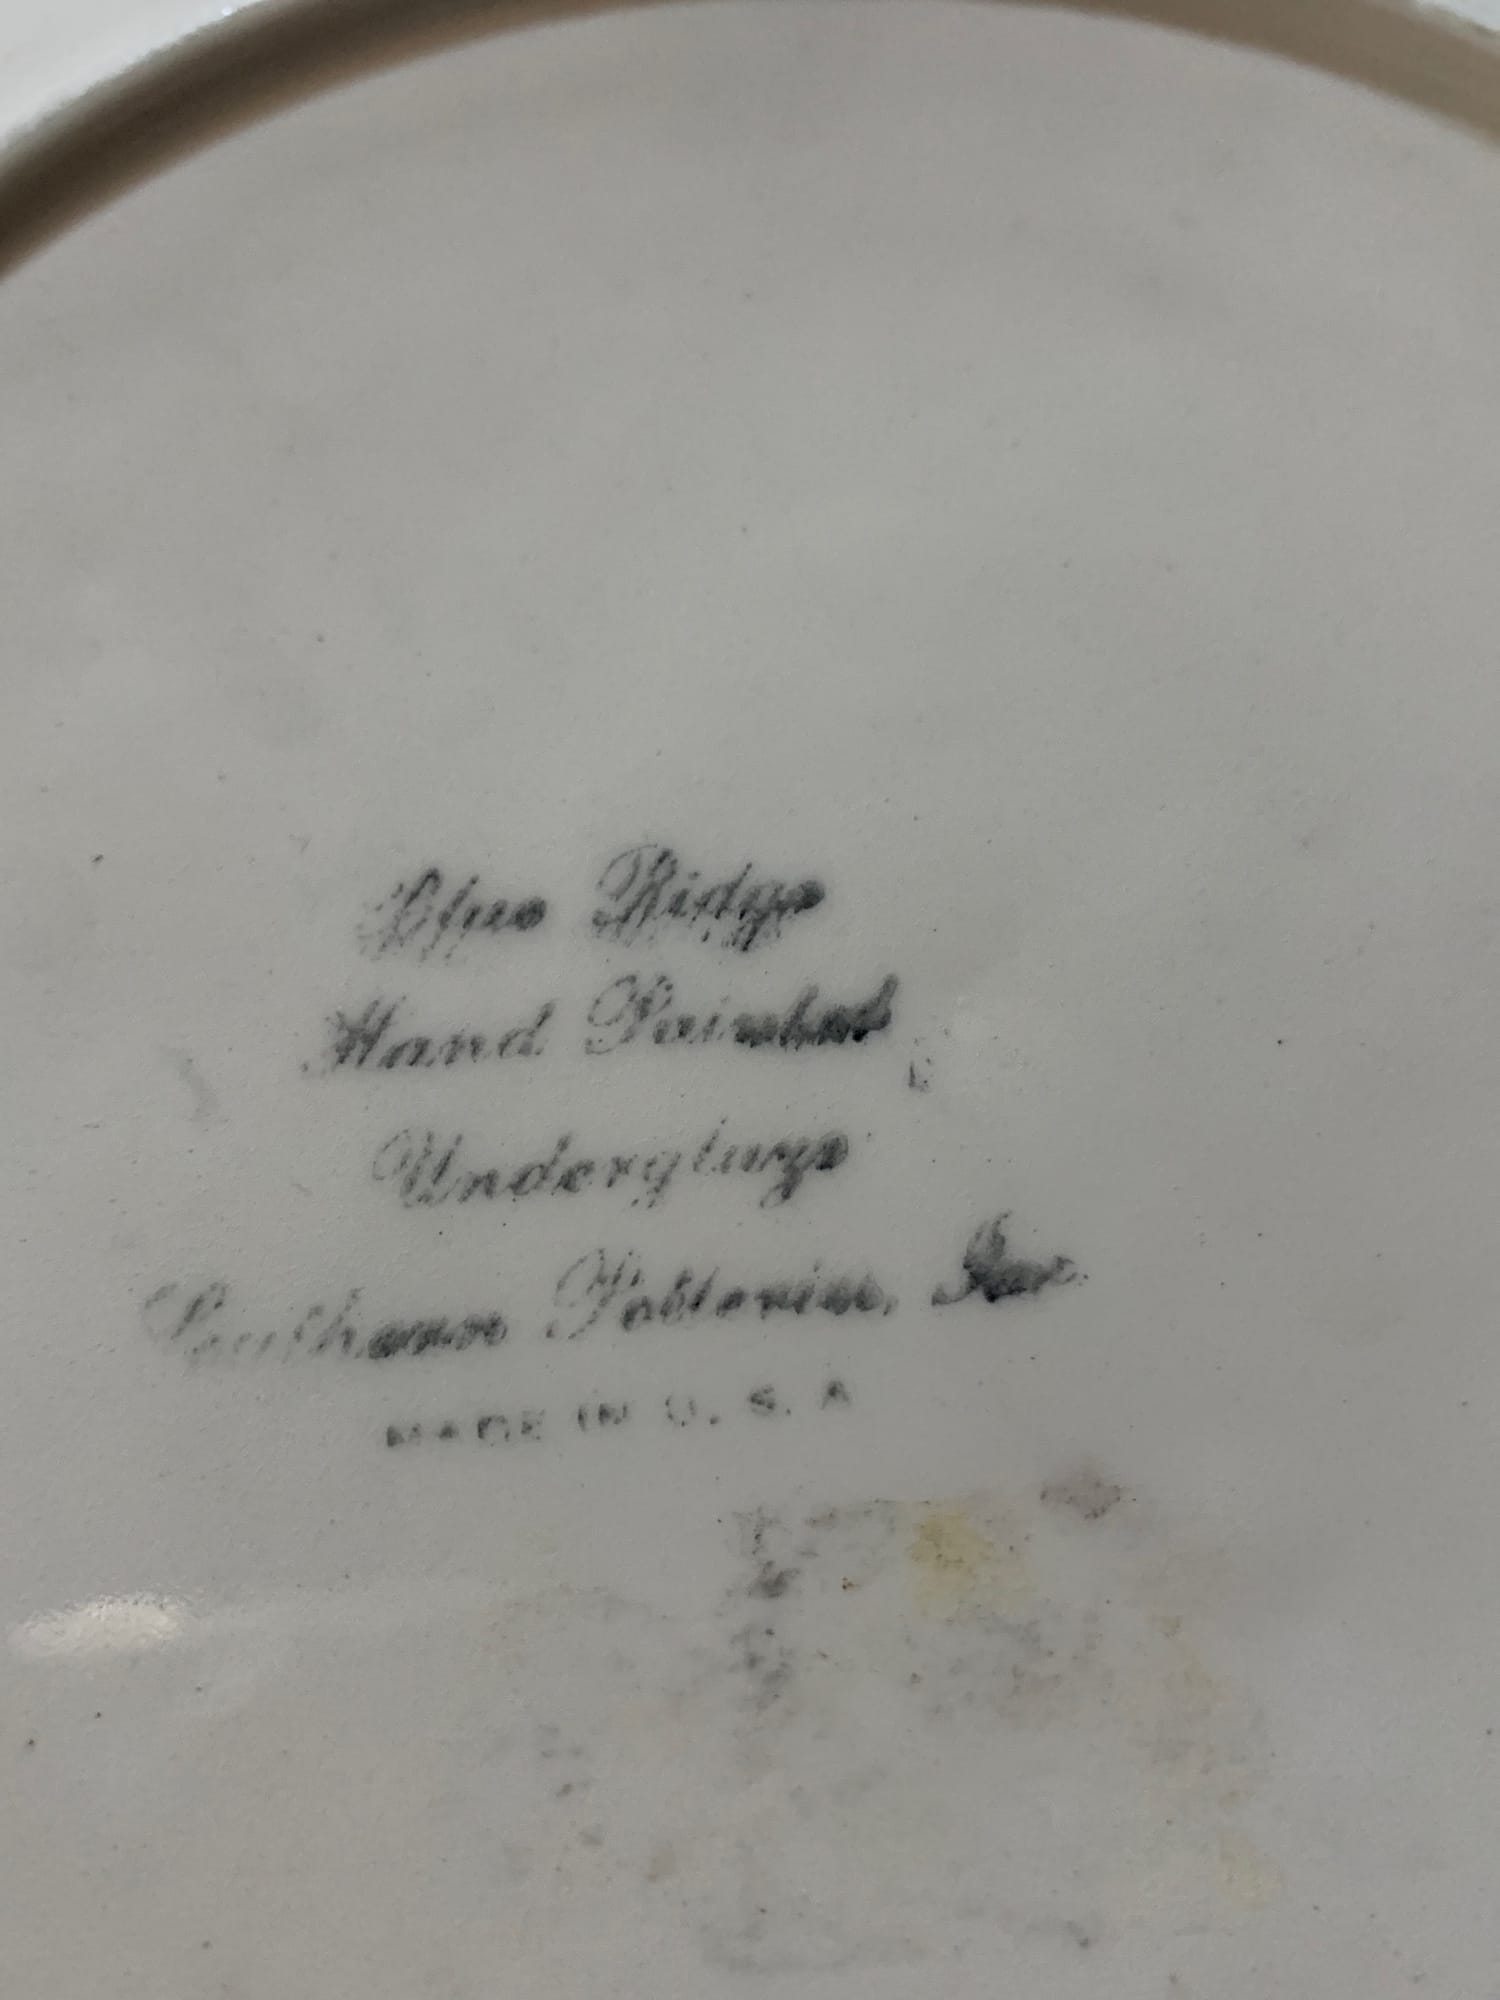 Blue Ridge
Hand Painted
Underglaze
Southern Potteries, Inc.
MADE IN U. S. A